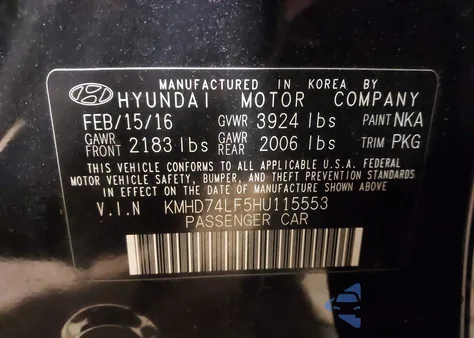 MANUFACTURED IN KOREA BY
HYUNDAI MOTOR COMPANY
FEB/15/16 GVWR 3924 lbs PAINT NKA
GAWR FRONT 2183 lbs GAWR REAR 2006 lbs TRIM PKG
THIS VEHICLE CONFORMS TO ALL APPLICABLE U.S.A. FEDERAL
MOTOR VEHICLE SAFETY, BUMPER, AND THEFT PREVENTION STANDARDS
IN EFFECT ON THE DATE OF MANUFACTURE SHOWN ABOVE.
V.I.N KMHD74LF5HU115553
PASSENGER CAR